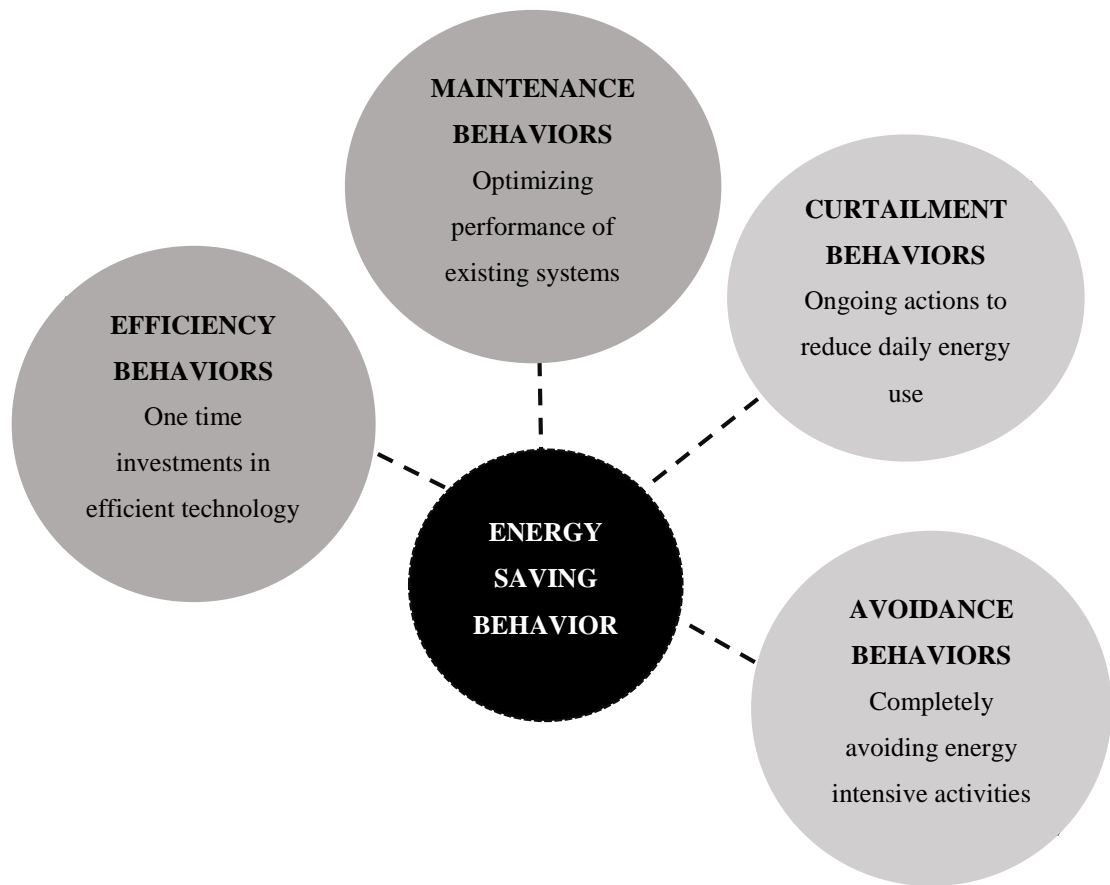 MAINTENANCE
BEHAVIORS
Optimizing
performance of
existing systems
CURTAILMENT
BEHAVIORS
Ongoing actions to
reduce daily energy
use
EFFICIENCY
BEHAVIORS
One time
investments in
efficient technology
ENERGY
SAVING
BEHAVIOR
AVOIDANCE
BEHAVIORS
Completely
avoiding energy
intensive activities